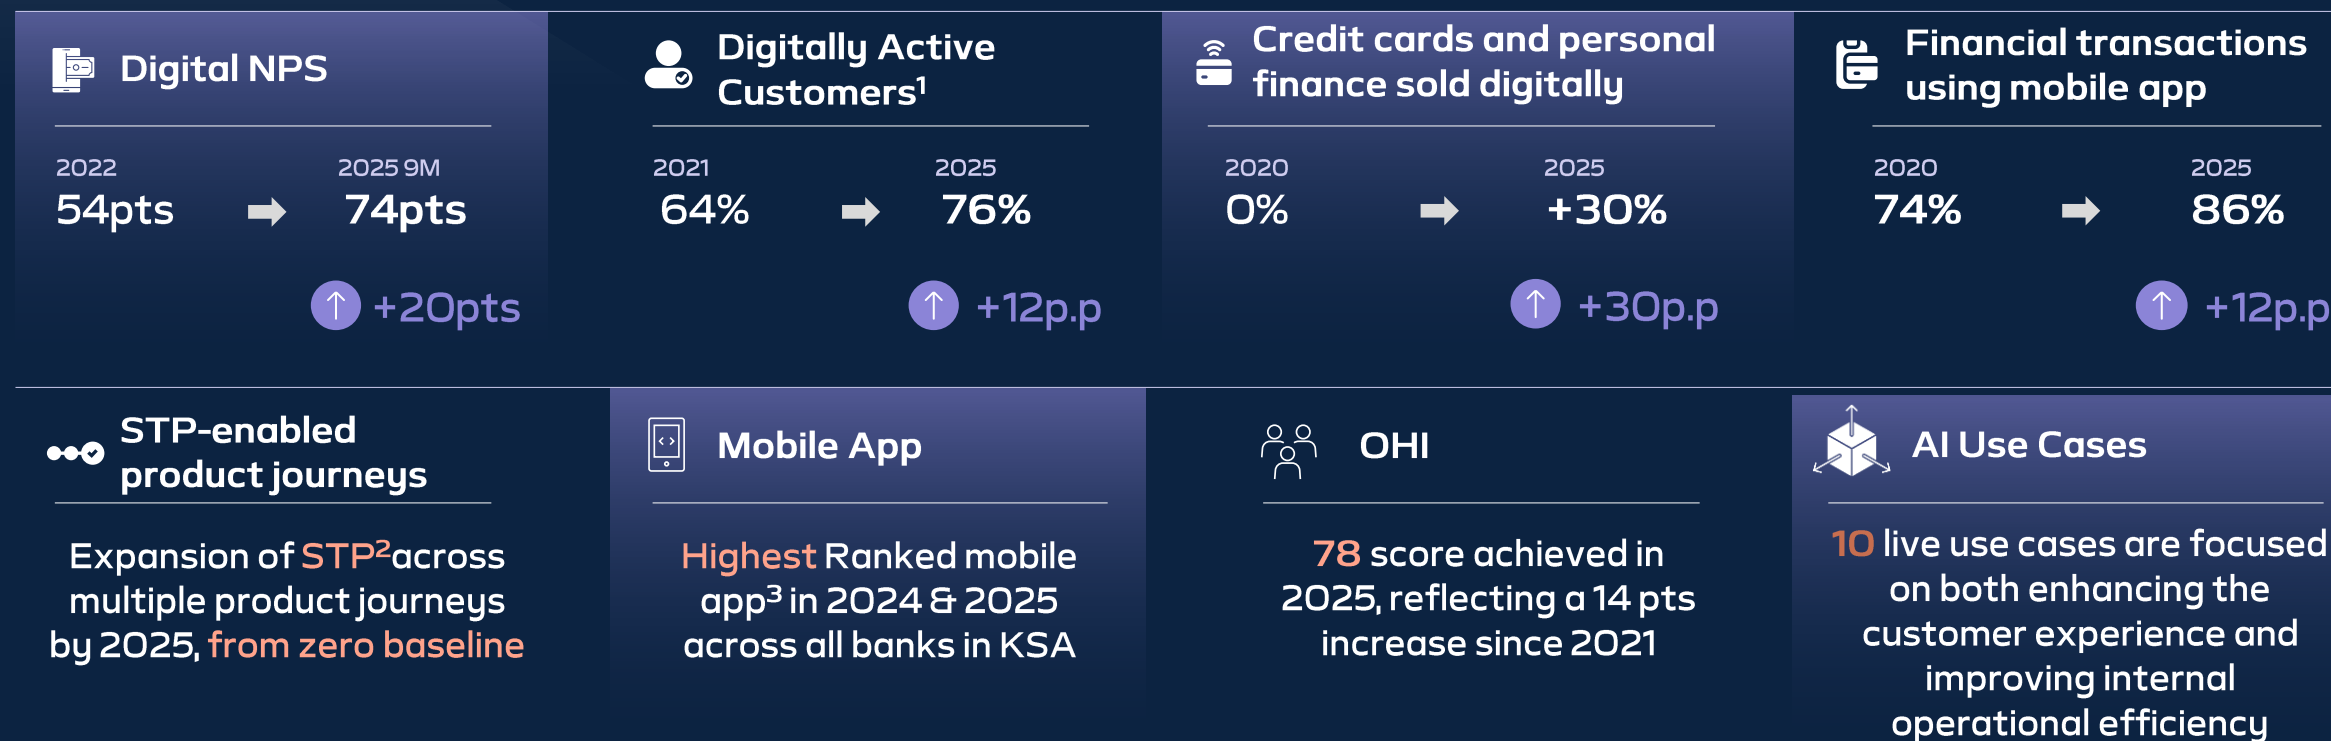 Digital NPS
2022
54pts
2025 9M
74pts
+20pts
Digitally Active
Customers¹
2021
64%
2025
76%
+12p.p
Credit cards and personal
finance sold digitally
2020
0%
2025
+30%
+30p.p
Financial transactions
using mobile app
2020
74%
2025
86%
+12p.p
STP-enabled
product journeys
Expansion of STP²across
multiple product journeys
by 2025, from zero baseline
Mobile App
Highest Ranked mobile
app³ in 2024 & 2025
across all banks in KSA
OHI
78 score achieved in
2025, reflecting a 14 pts
increase since 2021
AI Use Cases
10 live use cases are focused
on both enhancing the
customer experience and
improving internal
operational efficiency